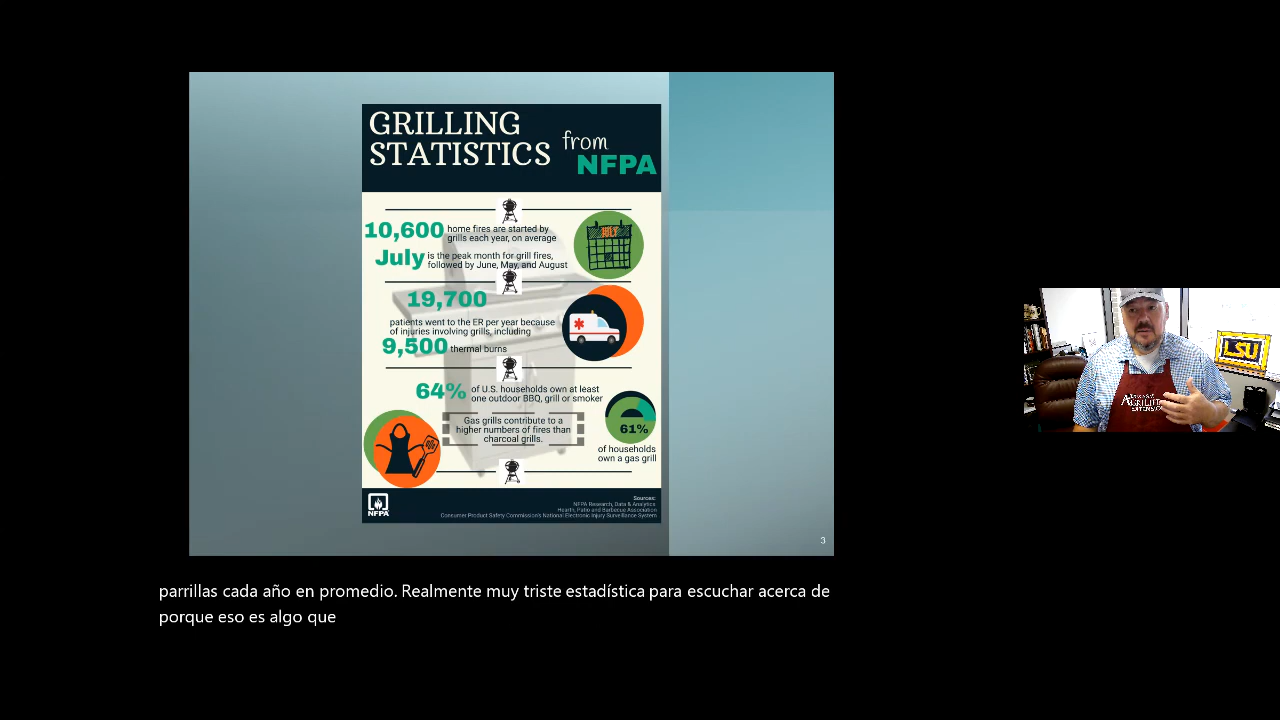 GRILLING
STATISTICS
from
NFPA
10,600 home fires are started by
grills each year, on average
July is the peak month for grill fires,
followed by June, May, and August
JULY
19,700
patients went to the ER per year because
of injuries involving grills, including
9,500 thermal burns
64% of U.S. households own at least
one outdoor BBQ, grill or smoker
Gas grills contribute to a
higher numbers of fires than
charcoal grills.
61%
of households
own a gas grill
NFPA
Sources:
NFPA Research, Data & Analytics
Hearth, Patio and Barbecue Association
Consumer Product Safety Commission's National Electronic Injury Surveillance System
3
LSU
AGRILIFE
EXTENSION
parrillas cada año en promedio. Realmente muy triste estadística para escuchar acerca de
porque eso es algo que